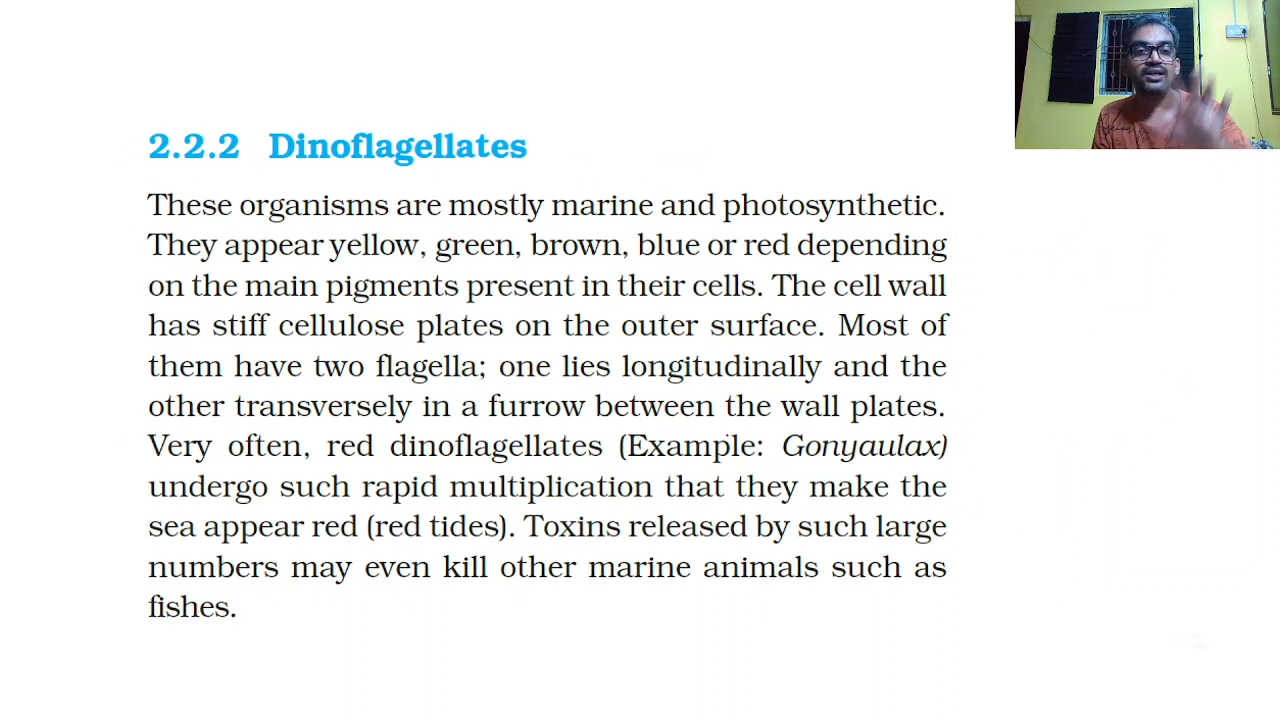 2.2.2 Dinoflagellates
These organisms are mostly marine and photosynthetic.
They appear yellow, green, brown, blue or red depending
on the main pigments present in their cells. The cell wall
has stiff cellulose plates on the outer surface. Most of
them have two flagella; one lies longitudinally and the
other transversely in a furrow between the wall plates.
Very often, red dinoflagellates (Example: Gonyaulax)
undergo such rapid multiplication that they make the
sea appear red (red tides). Toxins released by such large
numbers may even kill other marine animals such as
fishes.